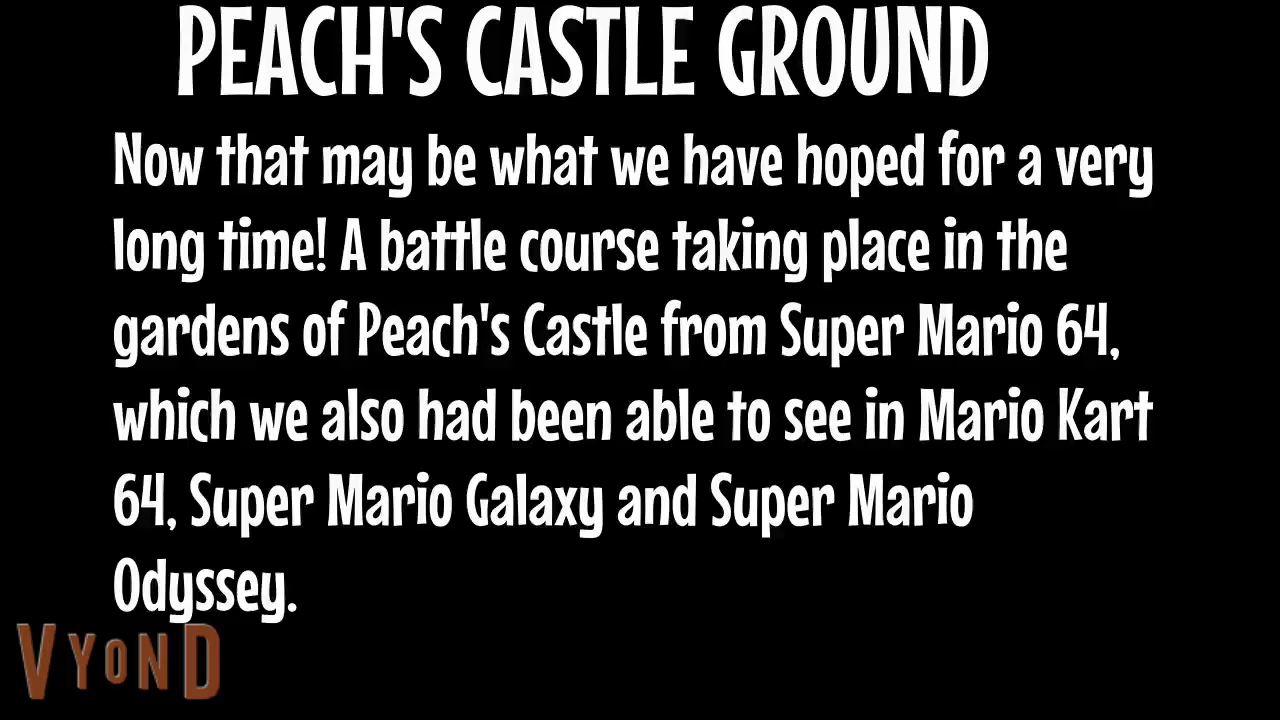 PEACH'S CASTLE GROUND
Now that may be what we have hoped for a very
long time! A battle course taking place in the
gardens of Peach's Castle from Super Mario 64,
which we also had been able to see in Mario Kart
64, Super Mario Galaxy and Super Mario
Odyssey.
VYOND